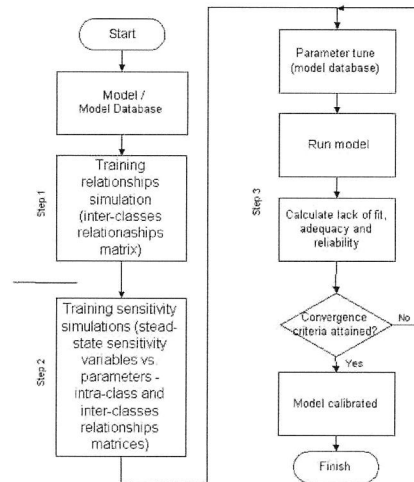 Start
Model /
Model Database
Step 1
Training
relationships
simulation
(inter-classes
relationaships
matrix)
Step 2
Training sensitivity
simulations (stead-
state sensitivity
variables vs.
parameters -
intra-class and
inter-classes
relationships
matrices)
Step 3
Parameter tune
(model database)
Run model
Calculate lack of fit,
adequacy and
reliability
Convergence
criteria attained?
No
Yes
Model calibrated
Finish